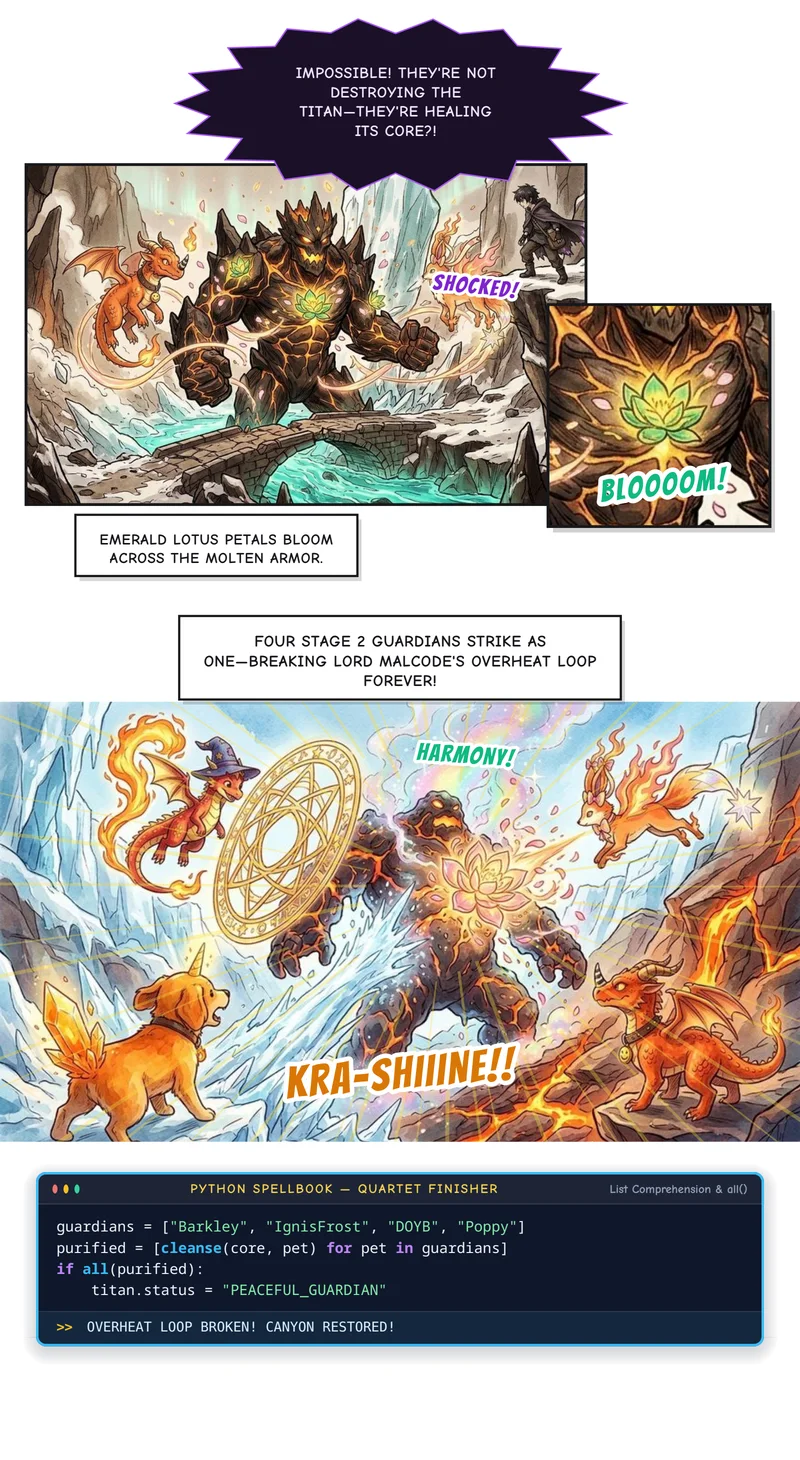 IMPOSSIBLE! THEY'RE NOT
DESTROYING THE
TITAN—THEY'RE HEALING
ITS CORE?!
SHOCKED!
BLOOOOM!
EMERALD LOTUS PETALS BLOOM
ACROSS THE MOLTEN ARMOR.
FOUR STAGE 2 GUARDIANS STRIKE AS
ONE—BREAKING LORD MALCODE'S OVERHEAT LOOP
FOREVER!
HARMONY!
KRA-SHIIINE!!
PYTHON SPELLBOOK — QUARTET FINISHER
List Comprehension & all()
guardians = ["Barkley", "IgnisFrost", "DOYB", "Poppy"]
purified = [cleanse(core, pet) for pet in guardians]
if all(purified):
    titan.status = "PEACEFUL_GUARDIAN"
>> OVERHEAT LOOP BROKEN! CANYON RESTORED!